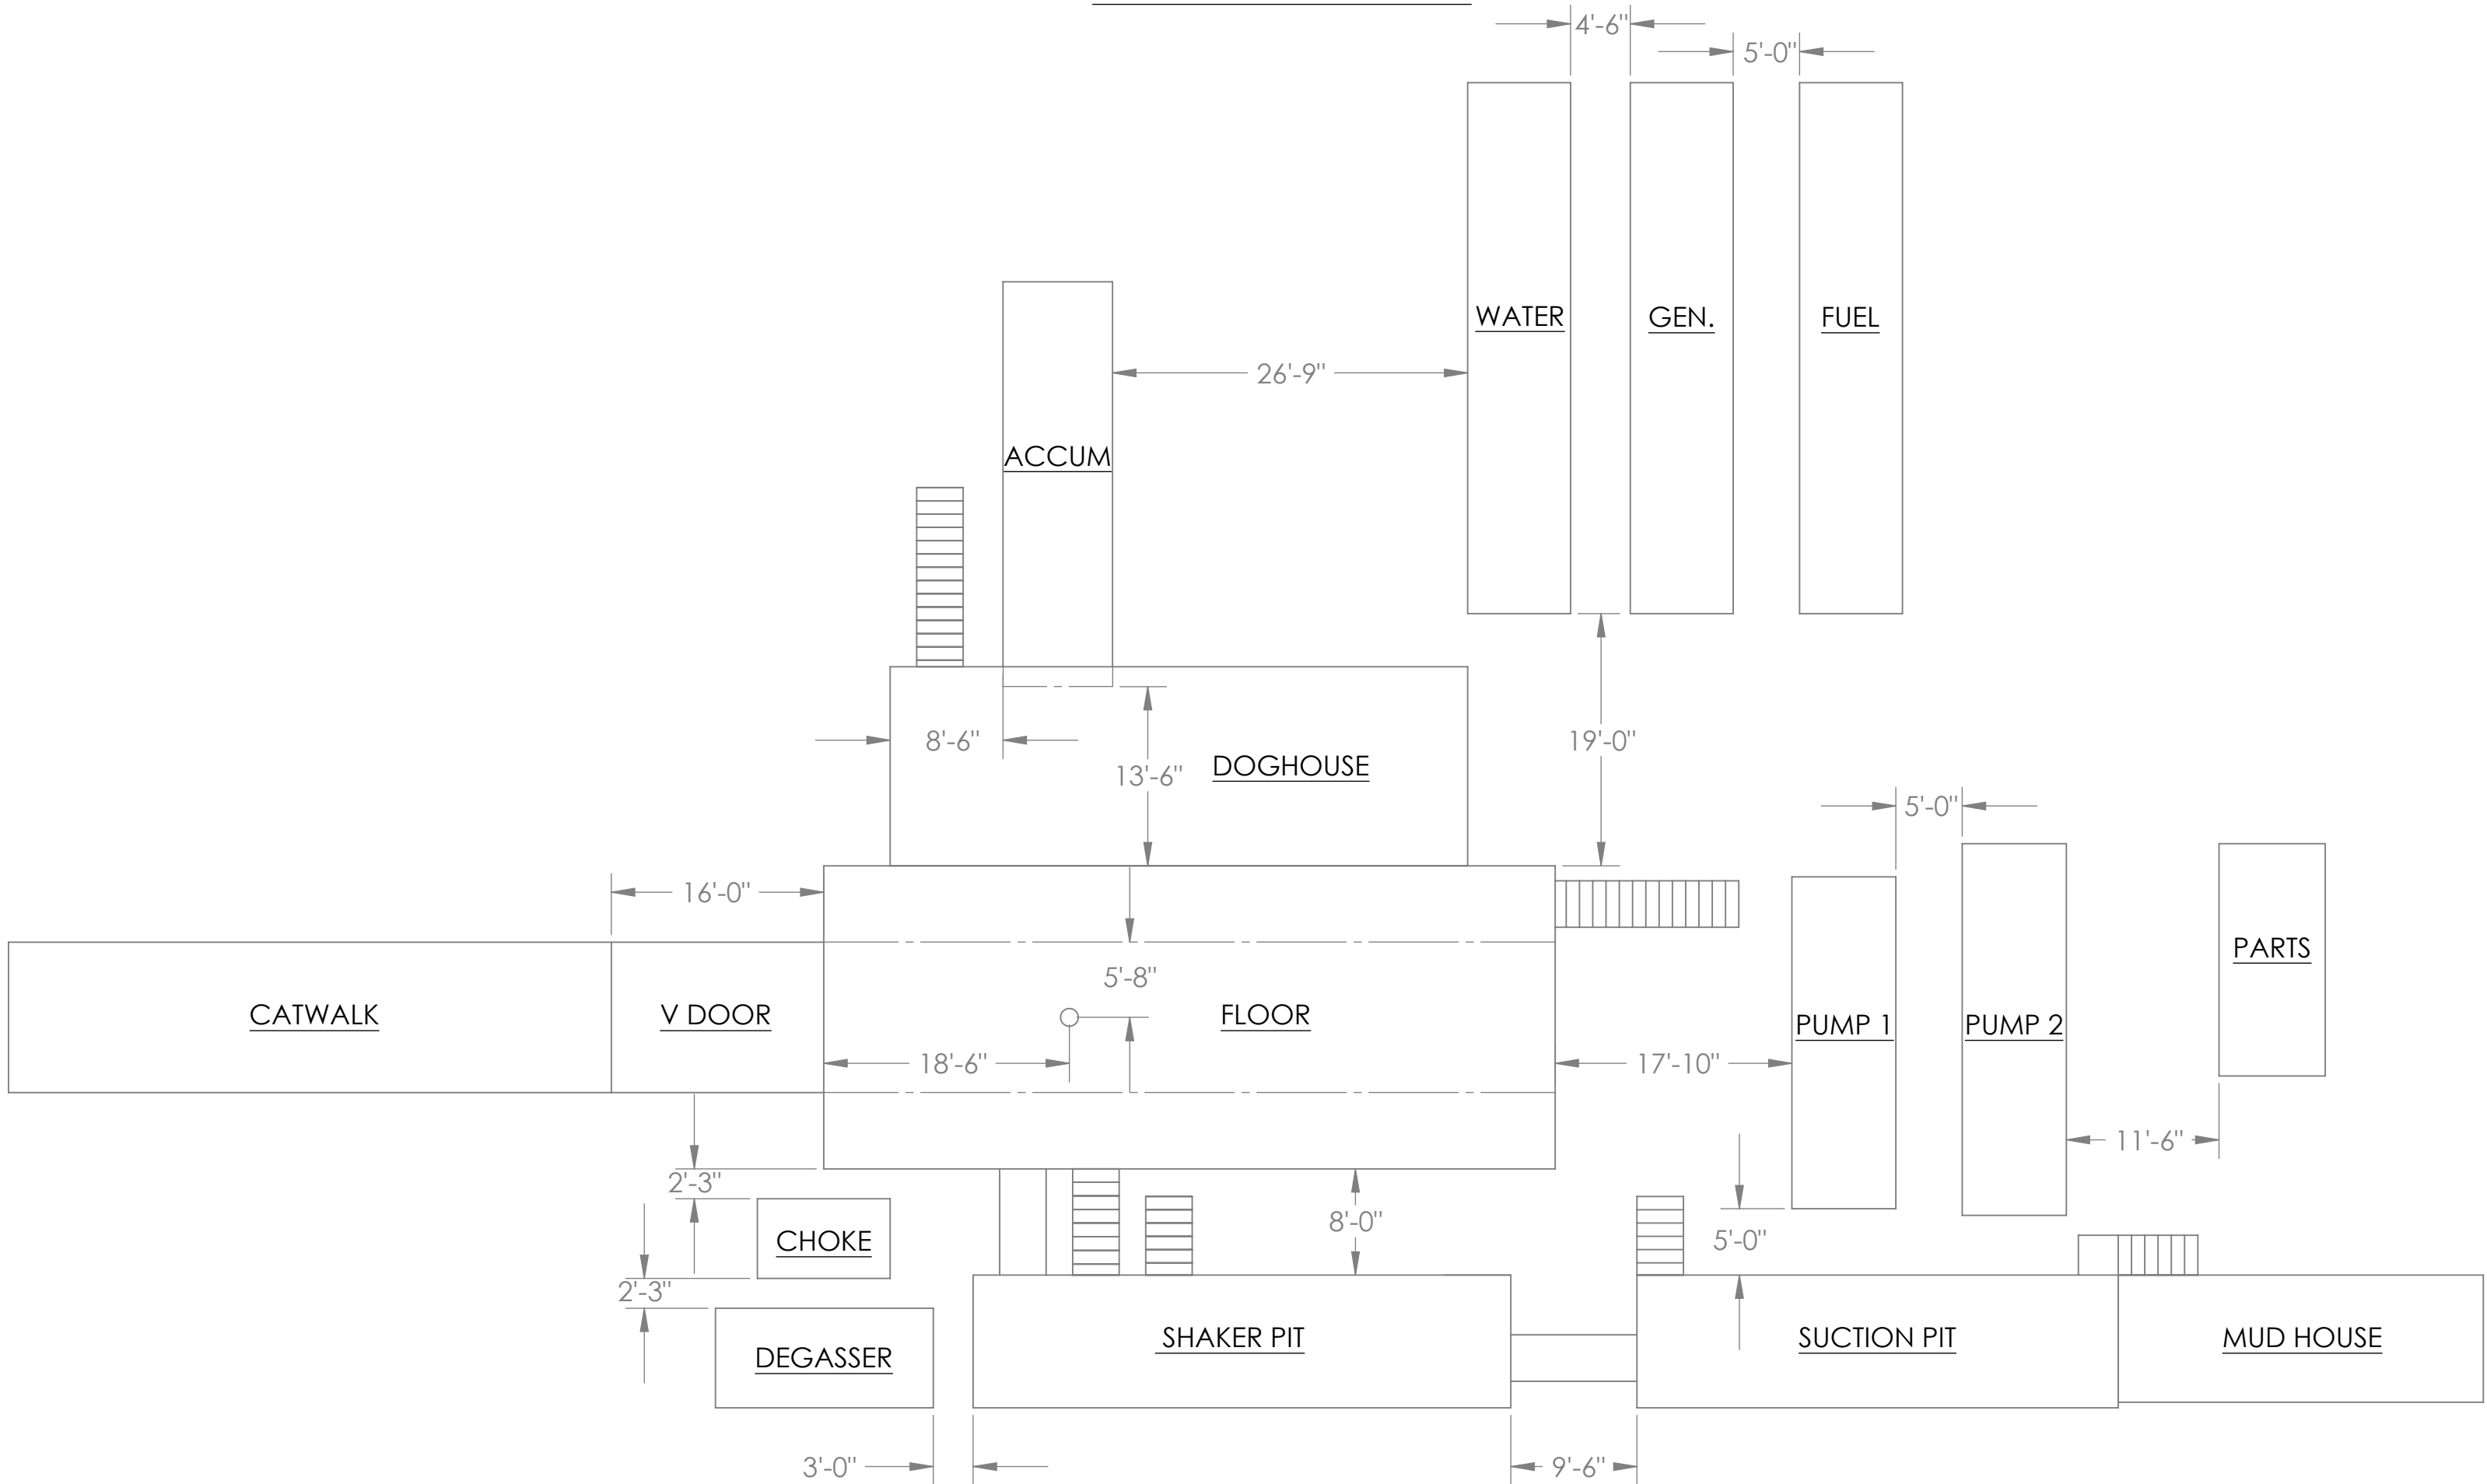 4'-6"
5'-0"
WATER
GEN.
FUEL
26'-9"
ACCUM
8'-6"
13'-6"
DOGHOUSE
19'-0"
5'-0"
16'-0"
PARTS
5'-8"
CATWALK
V DOOR
FLOOR
PUMP 1
PUMP 2
18'-6"
17'-10"
11'-6"
2'-3"
8'-0"
CHOKE
5'-0"
2'-3"
DEGASSER
SHAKER PIT
SUCTION PIT
MUD HOUSE
3'-0"
9'-6"